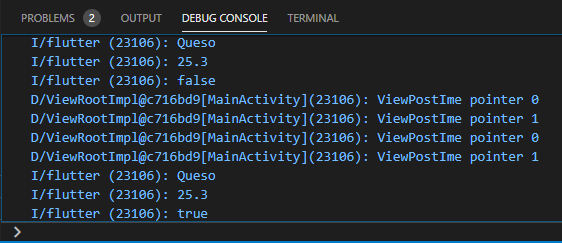 PROBLEMS 2 OUTPUT DEBUG CONSOLE TERMINAL
I/flutter (23106): Queso
I/flutter (23106): 25.3
I/flutter (23106): false
D/ViewRootImpl@c716bd9[MainActivity](23106): ViewPostIme pointer 0
D/ViewRootImpl@c716bd9[MainActivity](23106): ViewPostIme pointer 1
D/ViewRootImpl@c716bd9[MainActivity](23106): ViewPostIme pointer 0
D/ViewRootImpl@c716bd9[MainActivity](23106): ViewPostIme pointer 1
I/flutter (23106): Queso
I/flutter (23106): 25.3
I/flutter (23106): true